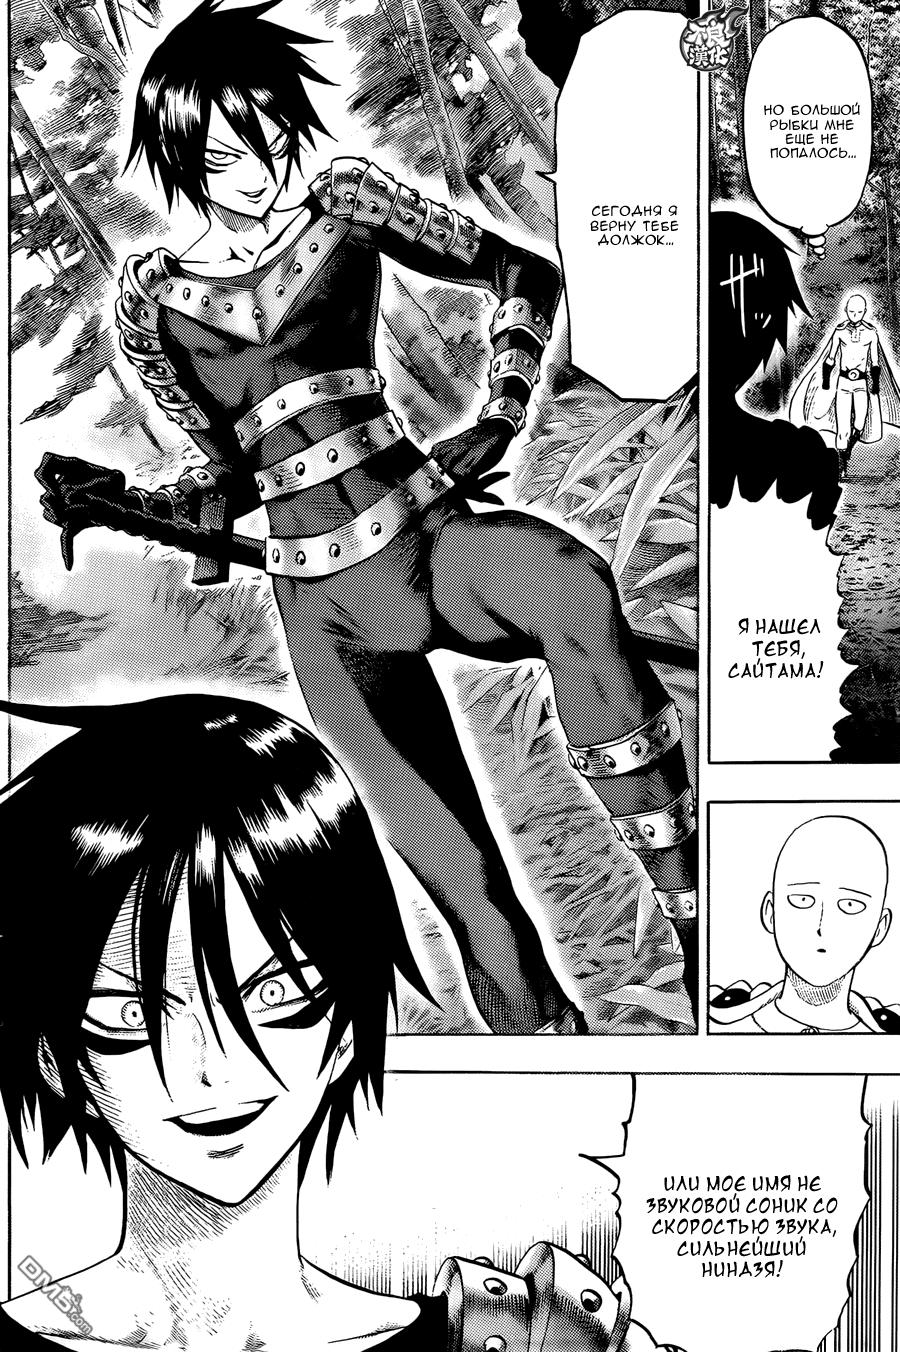 НО БОЛЬШОЙ
РЫБКИ МНЕ
ЕЩЕ НЕ
ПОПАЛОСЬ...
Я НАШЕЛ
ТЕБЯ,
САЙТАМА!
СЕГОДНЯ Я
ВЕРНУ ТЕБЕ
ДОЛЖОК...
ИЛИ МОЕ ИМЯ НЕ
ЗВУКОВОЙ СОНИК СО
СКОРОСТЬЮ ЗВУКА,
СИЛЬНЕЙШИЙ
НИНДЗЯ!